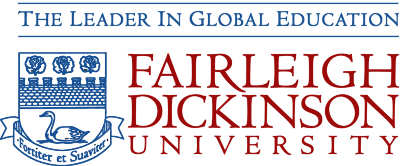 THE LEADER IN GLOBAL EDUCATION
FAIRLEIGH
DICKINSON
UNIVERSITY
Fortiter et Suaviter